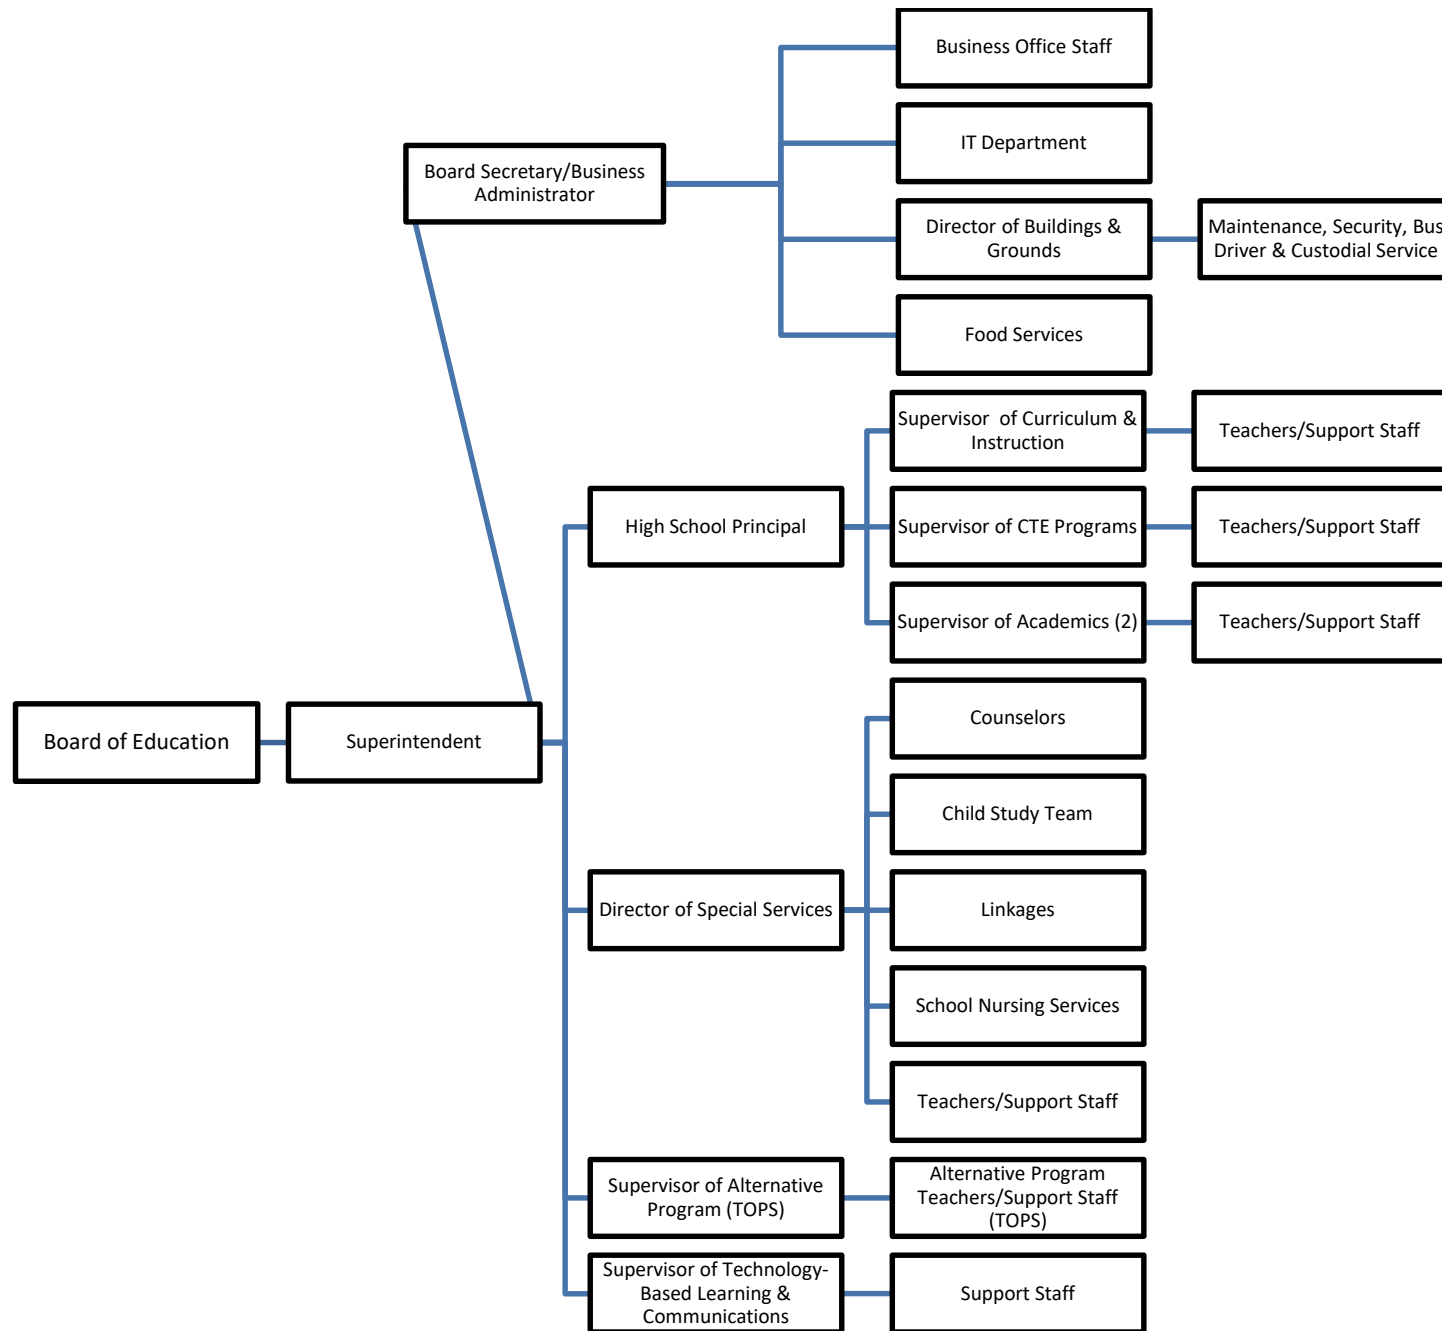 Business Office Staff
IT Department
Board Secretary/Business
Administrator
Director of Buildings &
Grounds
Maintenance, Security, Bus
Driver & Custodial Service
Food Services
Supervisor of Curriculum &
Instruction
Teachers/Support Staff
High School Principal
Supervisor of CTE Programs
Teachers/Support Staff
Supervisor of Academics (2)
Teachers/Support Staff
Board of Education
Superintendent
Counselors
Child Study Team
Director of Special Services
Linkages
School Nursing Services
Teachers/Support Staff
Supervisor of Alternative
Program (TOPS)
Alternative Program
Teachers/Support Staff
(TOPS)
Supervisor of Technology-
Based Learning &
Communications
Support Staff